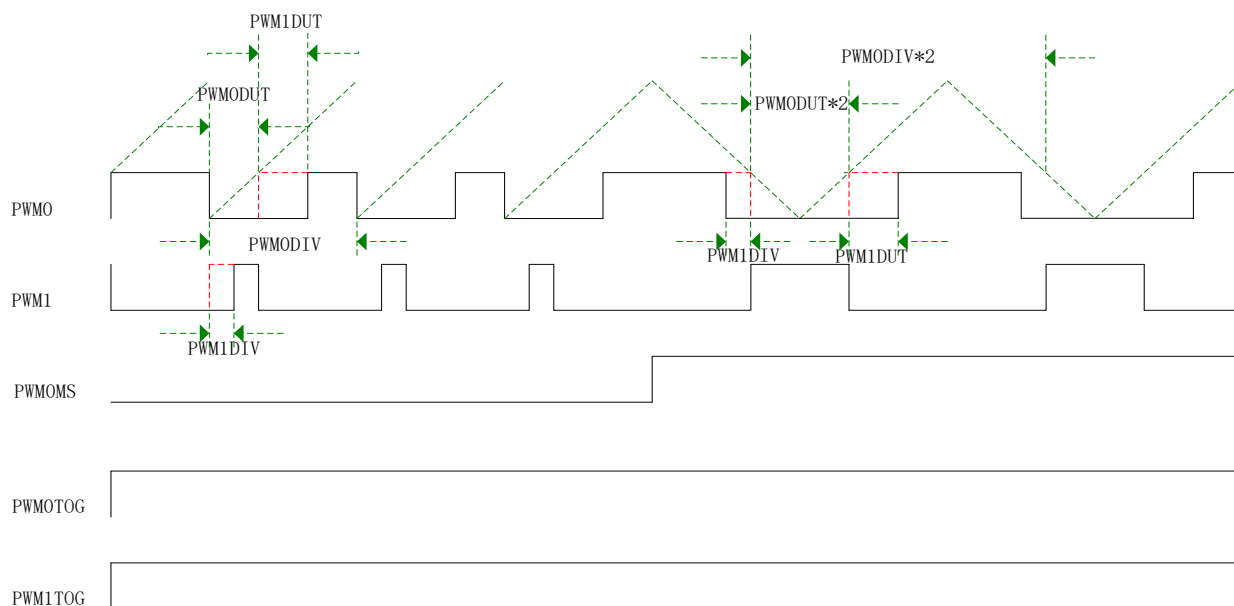 PWM1DUT
PWM0DIV*2
PWM0DUT
PWM0DUT*2
PWM0
PWM0DIV
PWM1DIV
PWM1DUT
PWM1
PWM1DIV
PWM0MS
PWM0TOG
PWM1TOG